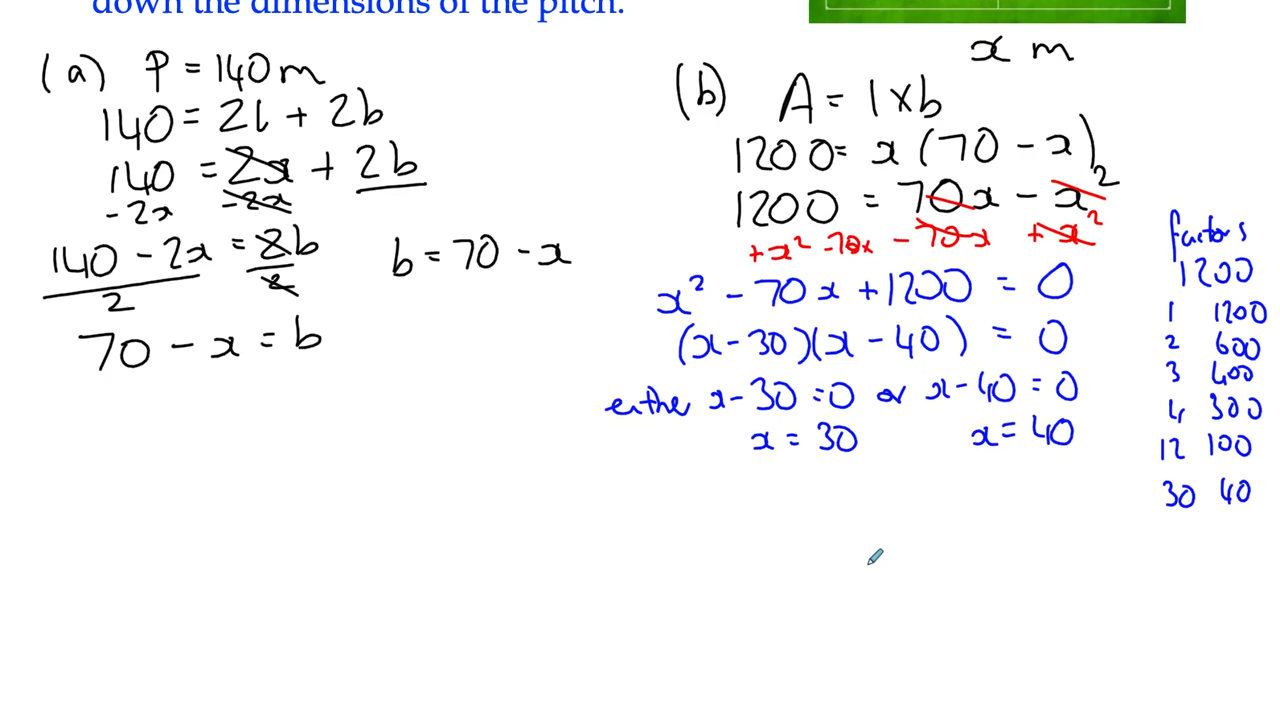 down the dimensions of the pitch.
x m
(a) P = 140 m
140 = 2l + 2b
140 = 2x + 2b
-2x -2x
140 - 2x = 2b
2 2
70 - x = b
b = 70 - x
(b) A = l × b
1200 = x (70 - x)
1200 = 70x - x²
+x² -70x -70x +x²
x² - 70x + 1200 = 0
(x - 30)(x - 40) = 0
either x - 30 = 0 or x - 40 = 0
x = 30 x = 40
factors
1200
1 1200
2 600
3 400
4 300
12 100
30 40